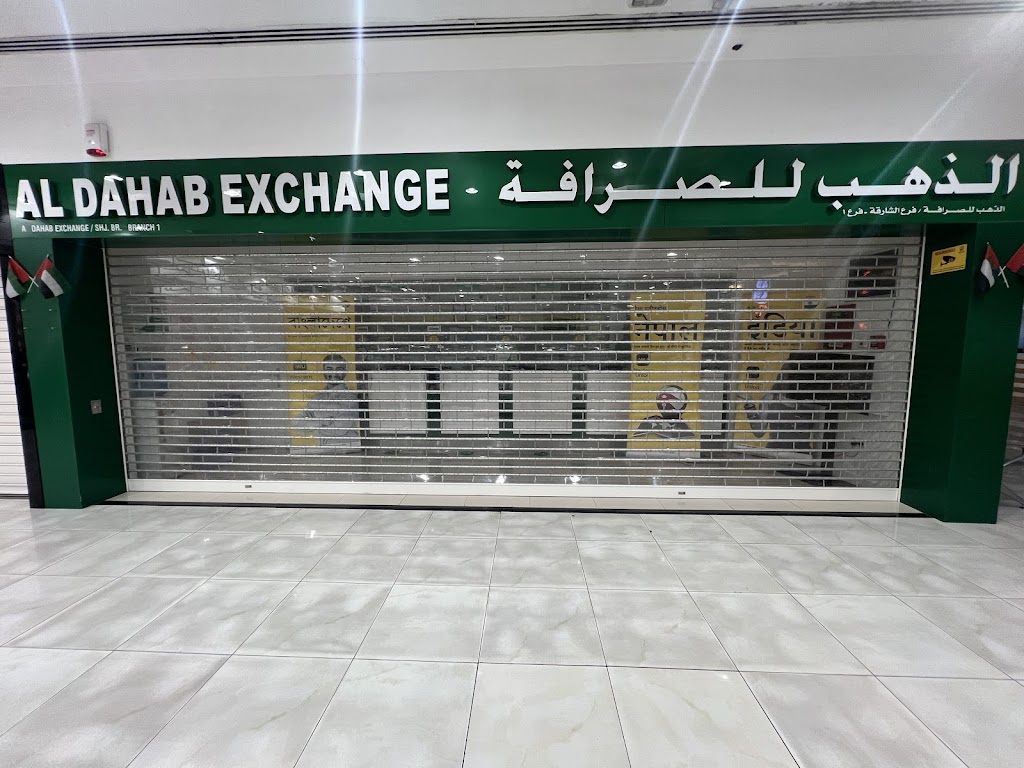 AL DAHAB EXCHANGE
الذهب للصرافة
A DAHAB EXCHANGE / SHJ. BR. BRANCH 1
الذهب للصرافة / فرع الشارقة - فرع ١
नेपाल
इंडिया